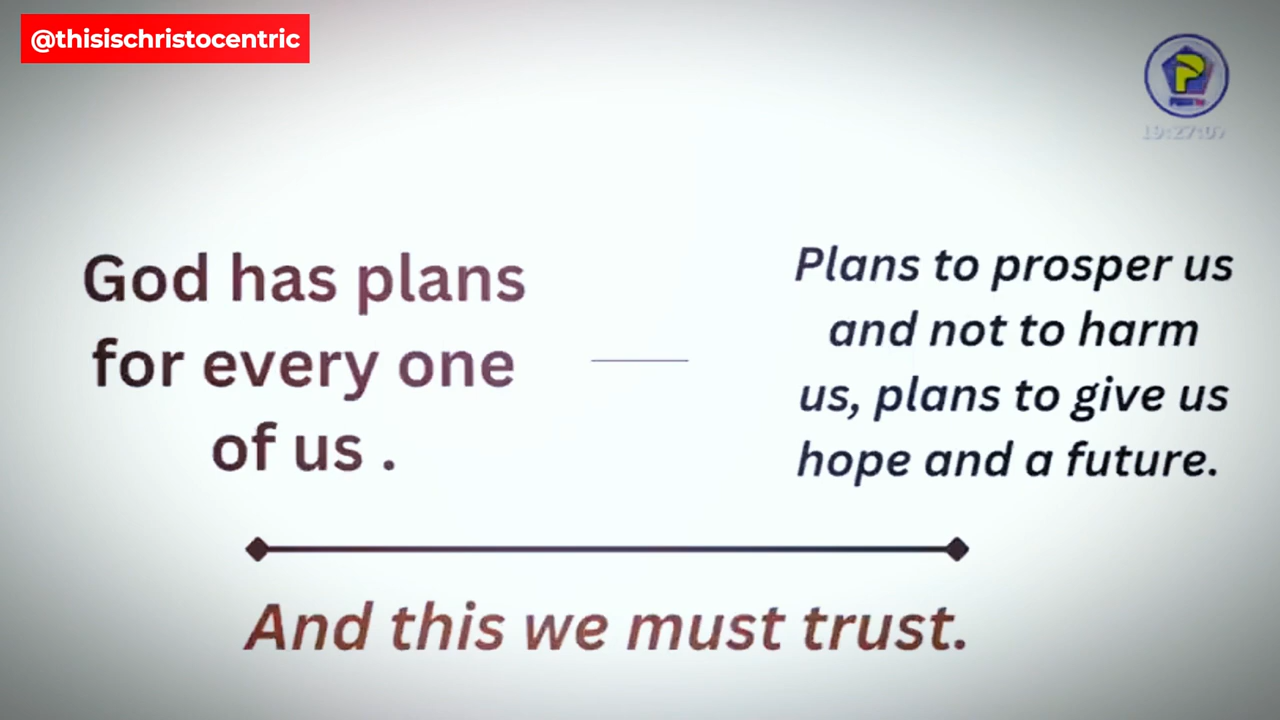 @thisischristocentric
God has plans
for every one
of us .
Plans to prosper us
and not to harm
us, plans to give us
hope and a future.
And this we must trust.